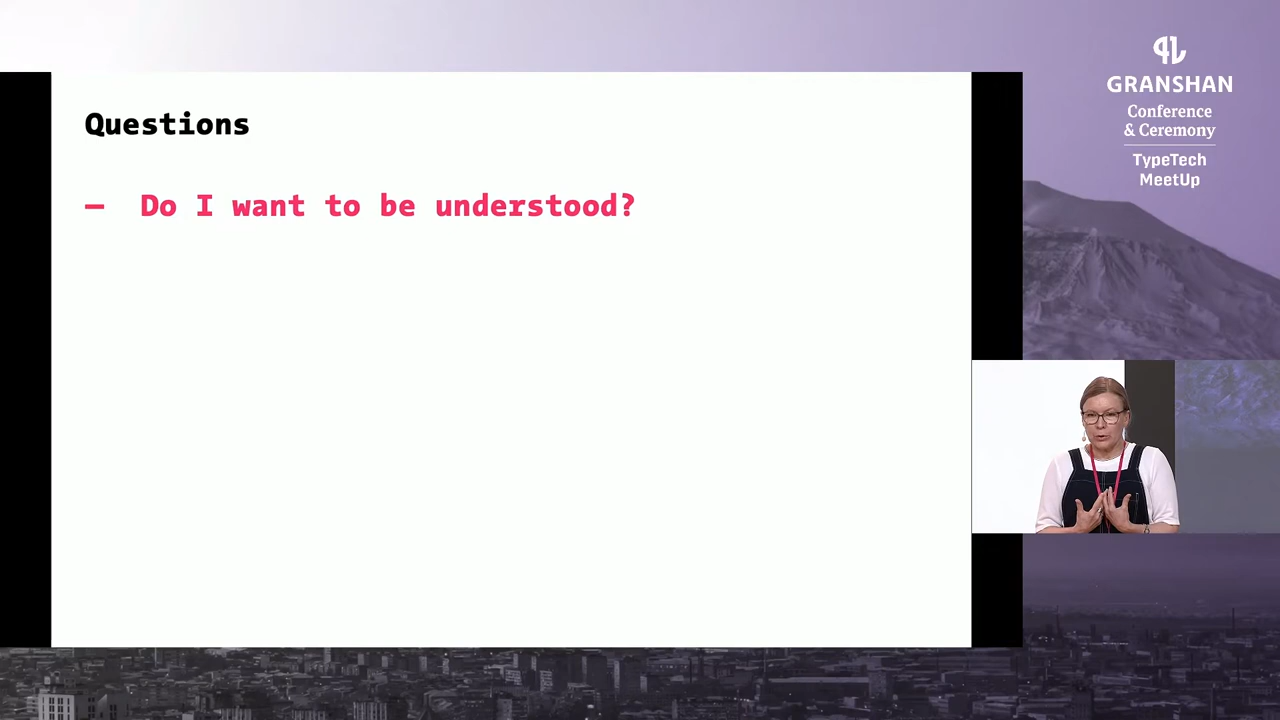 Questions
– Do I want to be understood?
GRANSHAN
Conference
& Ceremony
TypeTech
MeetUp